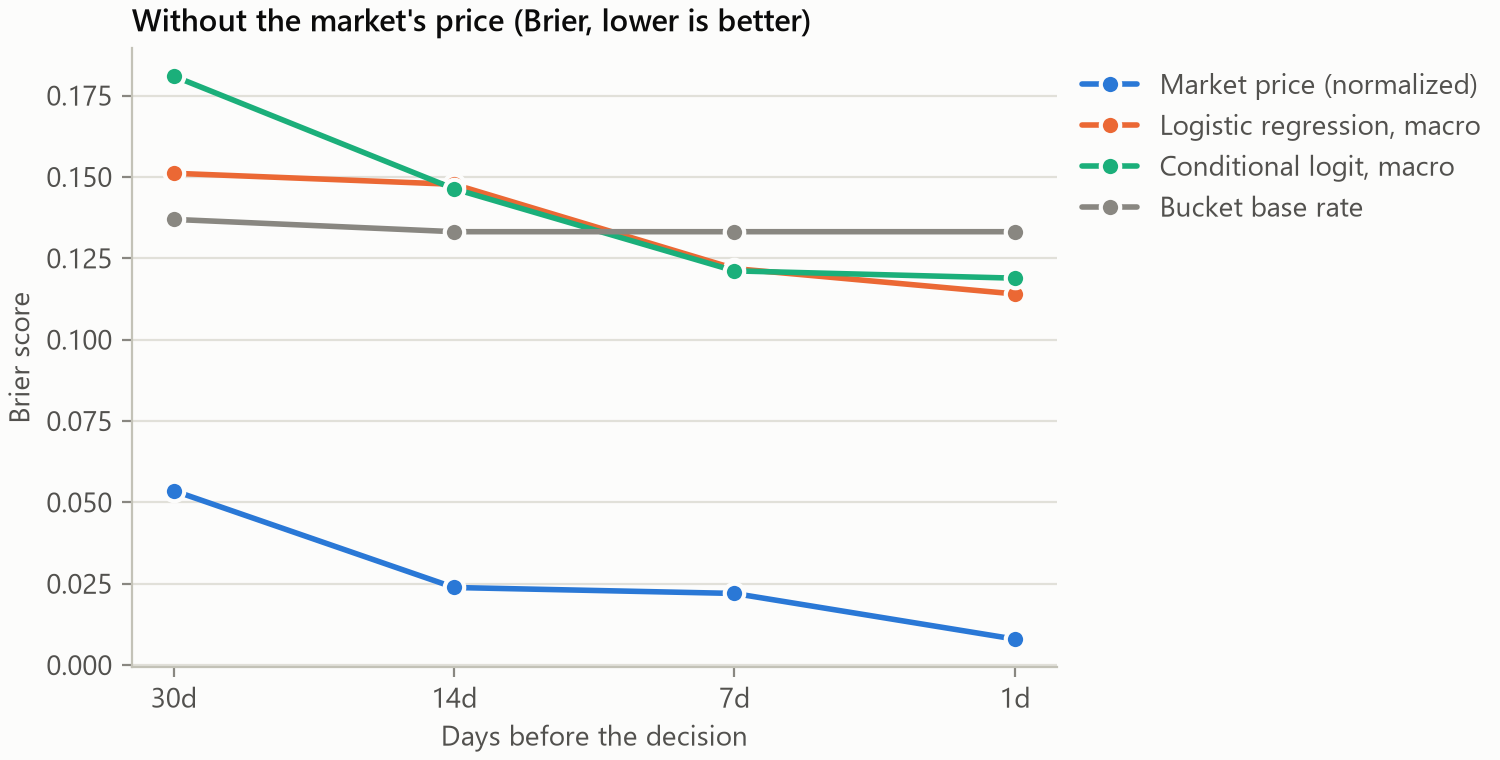 Without the market's price (Brier, lower is better)
Market price (normalized)
Logistic regression, macro
Conditional logit, macro
Bucket base rate
Brier score
0.175
0.150
0.125
0.100
0.075
0.050
0.025
0.000
30d
14d
7d
1d
Days before the decision